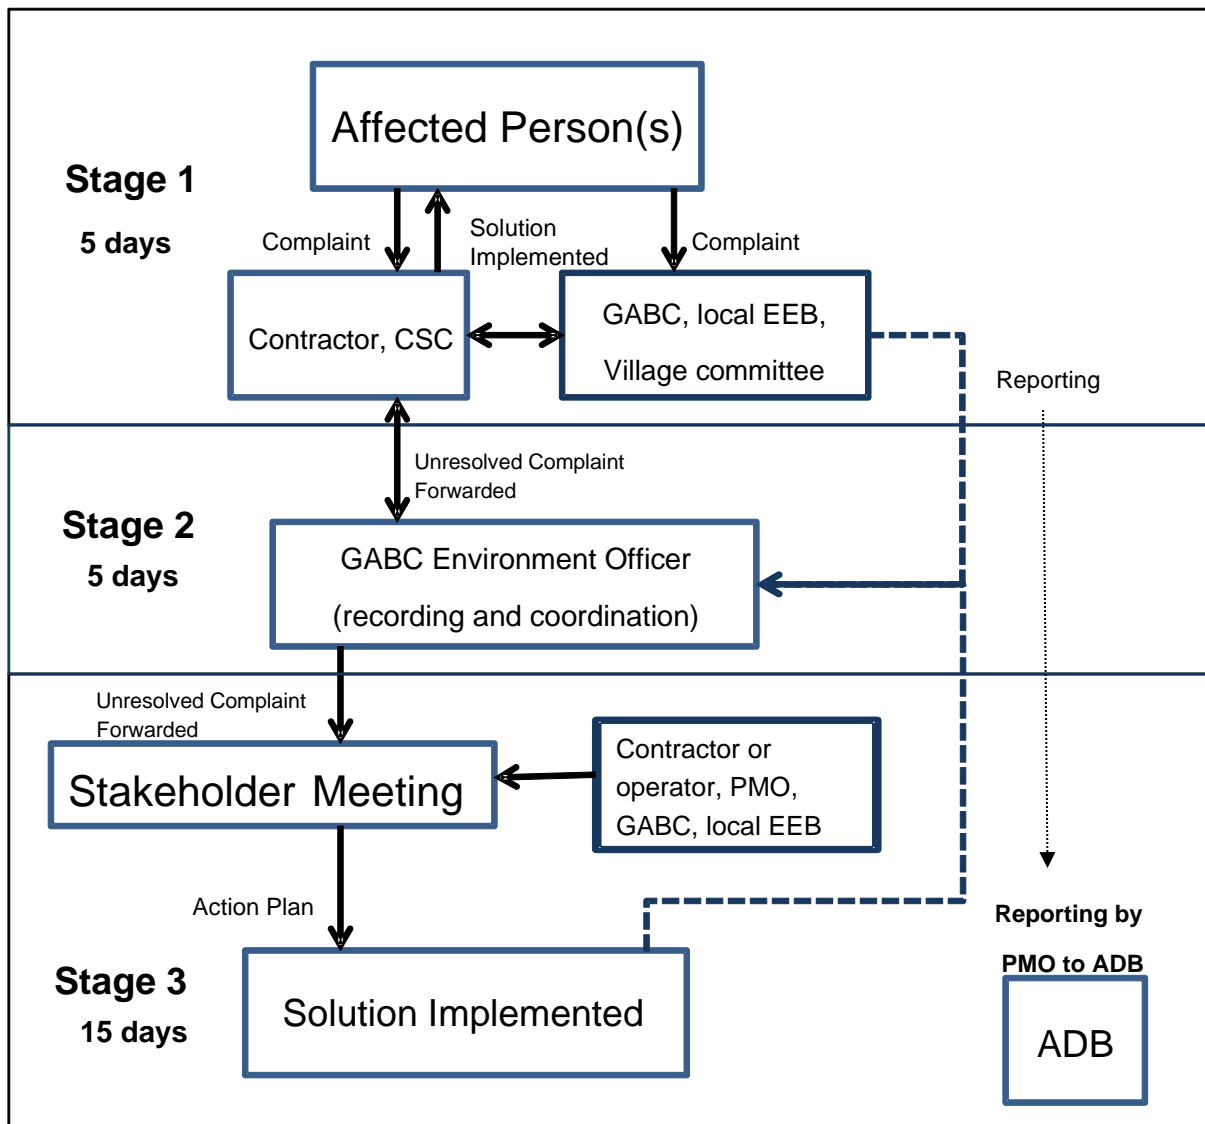 Affected Person(s)
Stage 1
5 days
Complaint
Solution
Implemented
Complaint
Contractor, CSC
GABC, local EEB,
Village committee
Reporting
Unresolved Complaint
Forwarded
Stage 2
5 days
GABC Environment Officer
(recording and coordination)
Unresolved Complaint
Forwarded
Stakeholder Meeting
Contractor or
operator, PMO,
GABC, local EEB
Action Plan
Reporting by
PMO to ADB
Stage 3
15 days
Solution Implemented
ADB